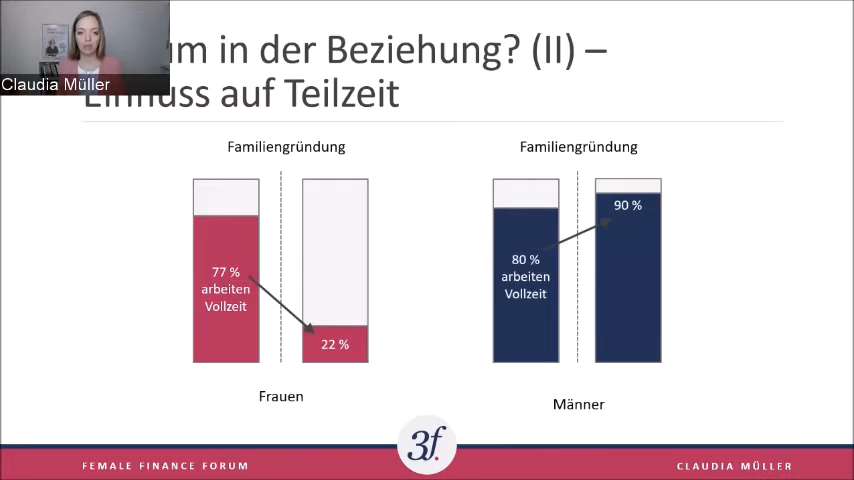 um in der Beziehung? (II) –
Einfluss auf Teilzeit
Claudia Müller
Familiengründung
Familiengründung
77 %
arbeiten
Vollzeit
22 %
80 %
arbeiten
Vollzeit
90 %
Frauen
Männer
3f.
FEMALE FINANCE FORUM
CLAUDIA MÜLLER